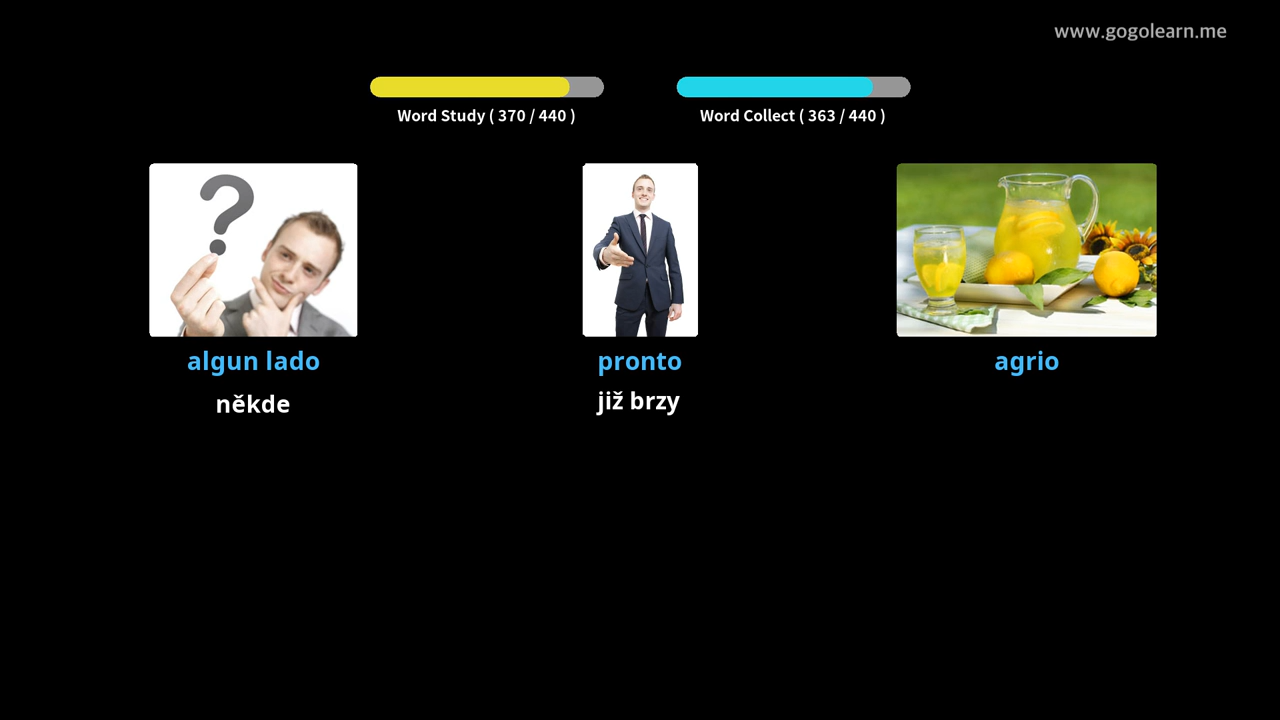 www.gogolearn.me
Word Study ( 370 / 440 )
Word Collect ( 363 / 440 )
algun lado
pronto
agrio
někde
již brzy